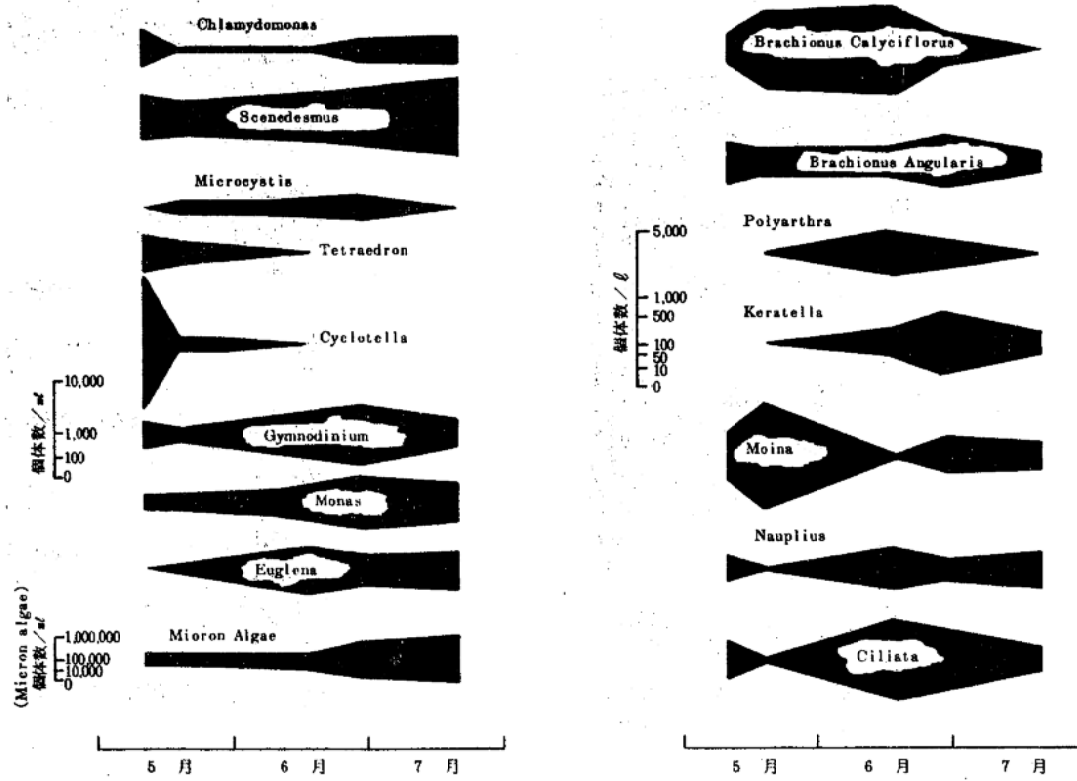 Chlamydomonas
Scenedesmus
Microcystis
Tetraedron
Cyclotella
10,000
1,000
100
0
個体数/ml
Gymnodinium
Monas
Euglena
Mioron Algae
1,000,000
100,000
10,000
0
(Micron algae)
個体数/ml
5 月
6 月
7 月
Brachionus Calyciflorus
Brachionus Angularis
Polyarthra
5,000
1,000
500
100
50
10
0
個体数/ℓ
Keratella
Moina
Nauplius
Ciliata
5 月
6 月
7 月